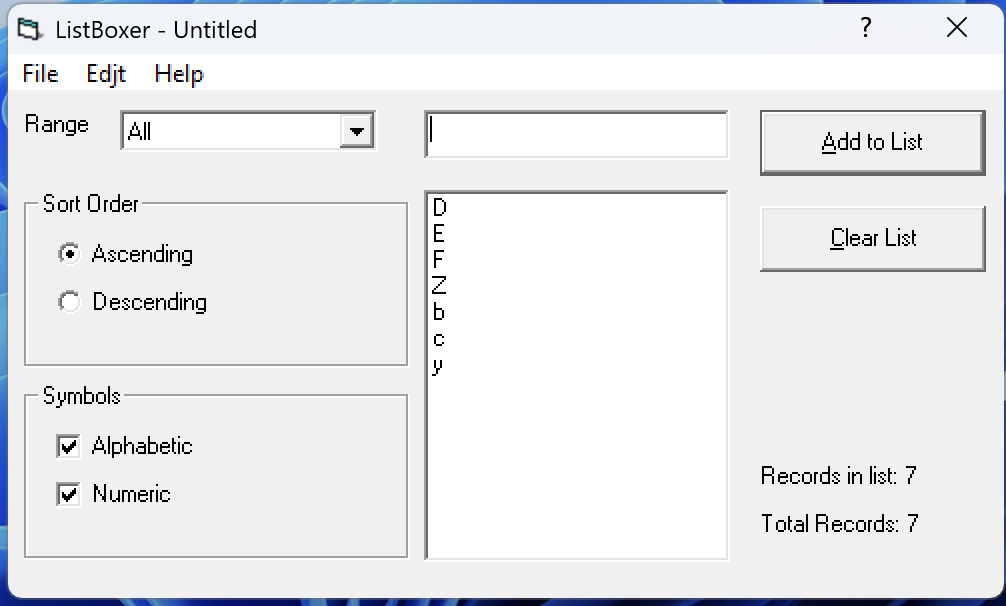 ListBoxer - Untitled
?
File Edjt Help
Range
All
Add to List
Clear List
Sort Order
Ascending
Descending
D
E
F
Z
b
c
y
Symbols
Alphabetic
Numeric
Records in list: 7
Total Records: 7